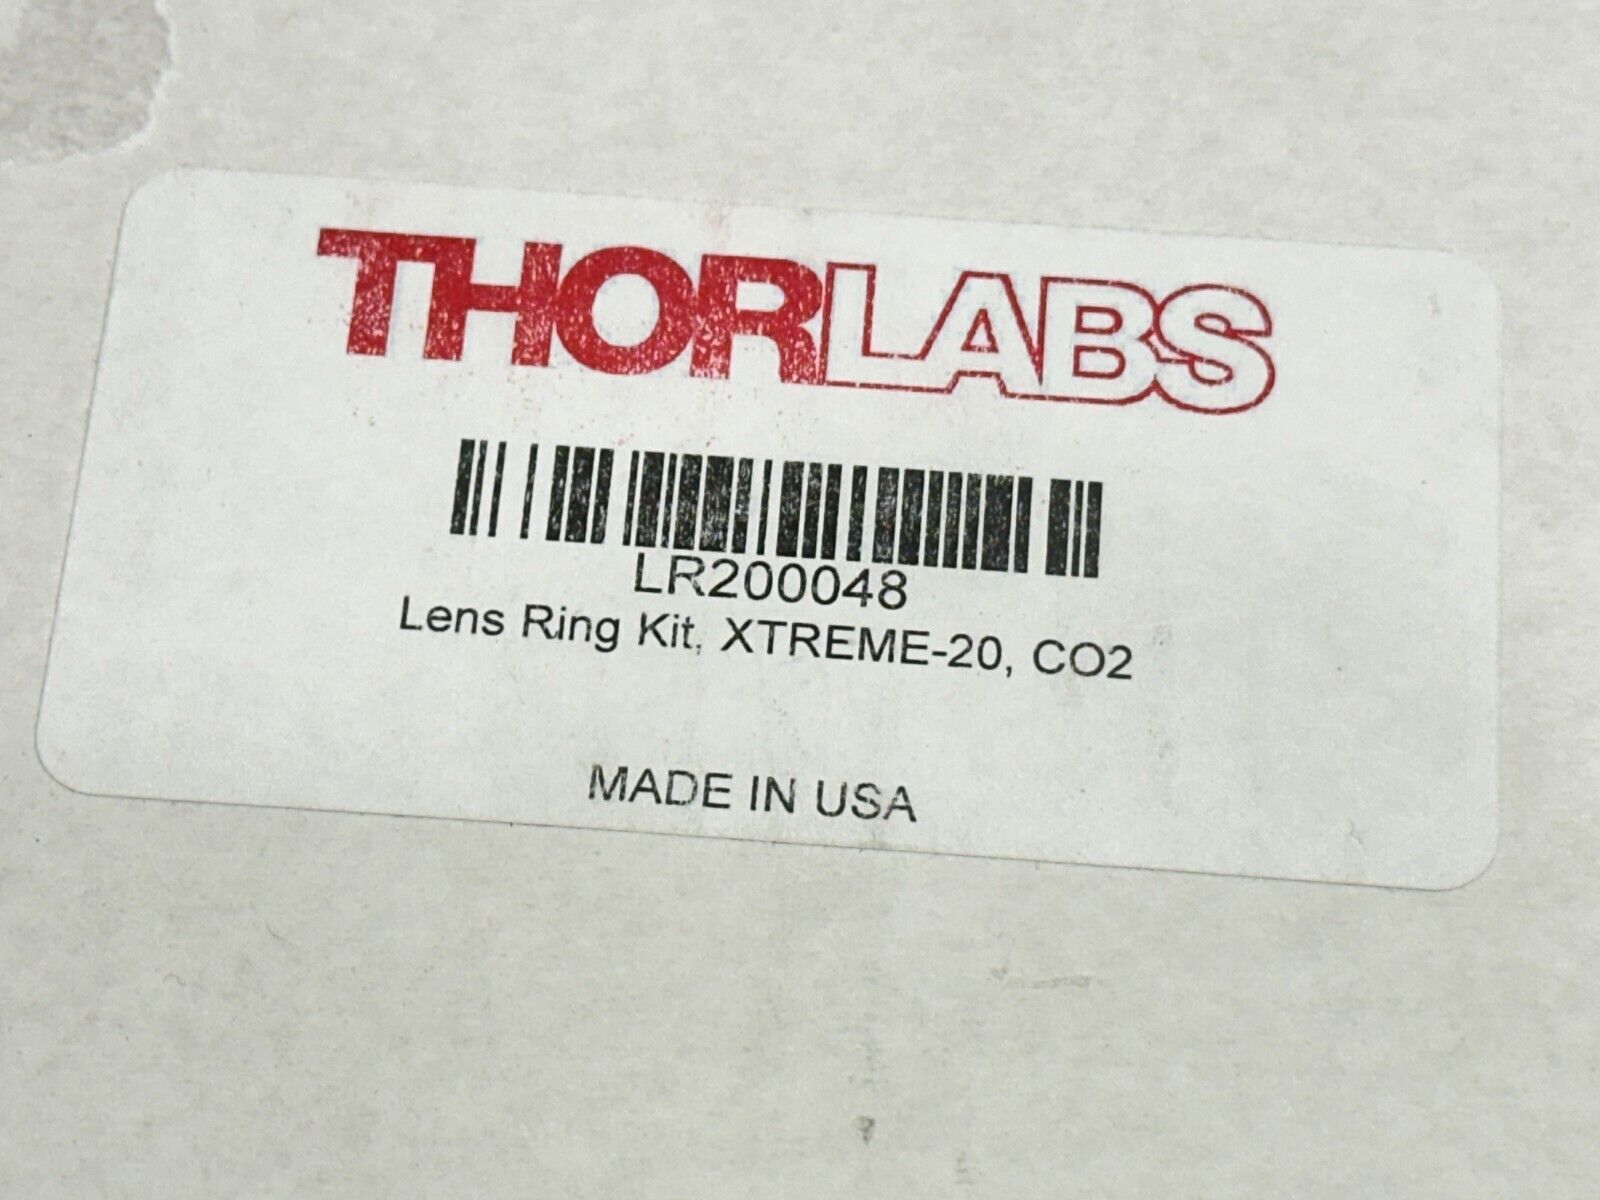 THORLABS
LR200048
Lens Ring Kit, XTREME-20, CO2
MADE IN USA